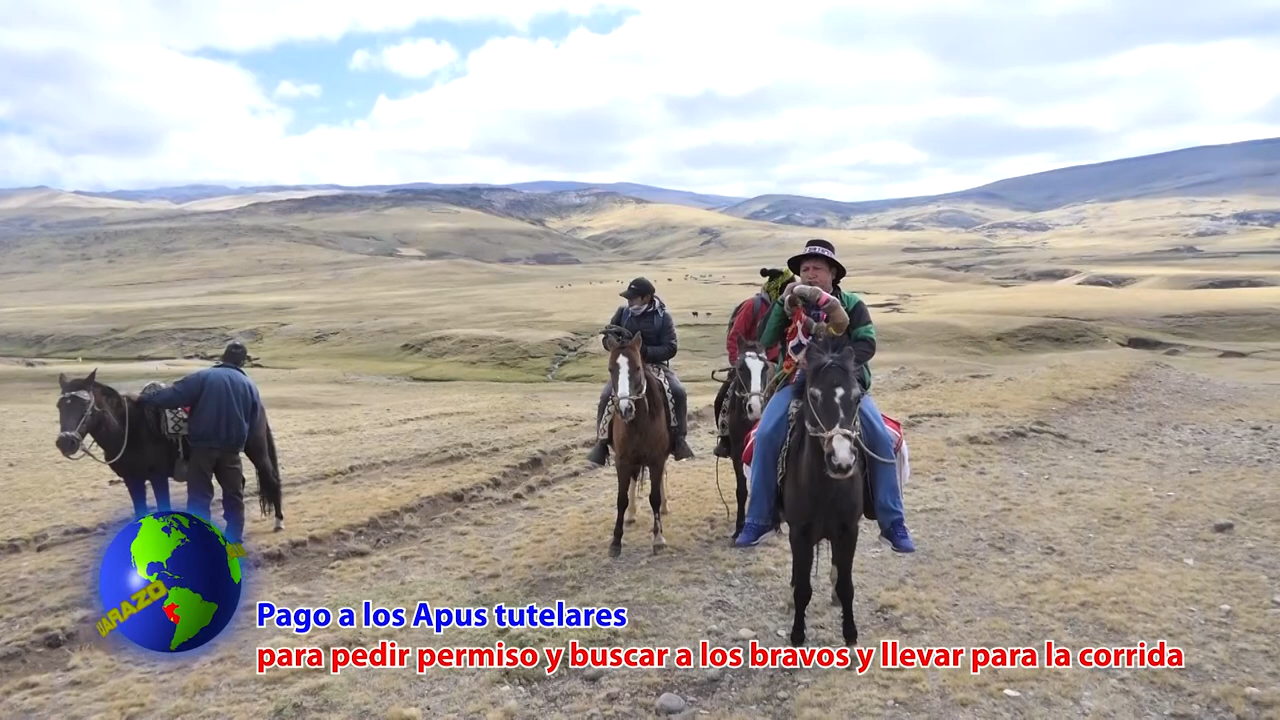 Pago a los Apus tutelares
para pedir permiso y buscar a los bravos y llevar para la corrida